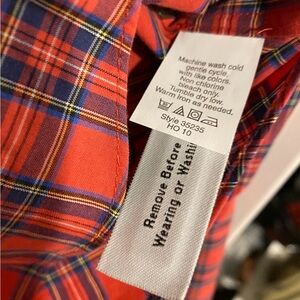 Machine wash cold
gentle cycle,
with like colors.
Non chlorine
bleach only.
Tumble dry low.
Warm Iron as needed.
Style 35235
HO 10
Remove Before
Wearing or Washi